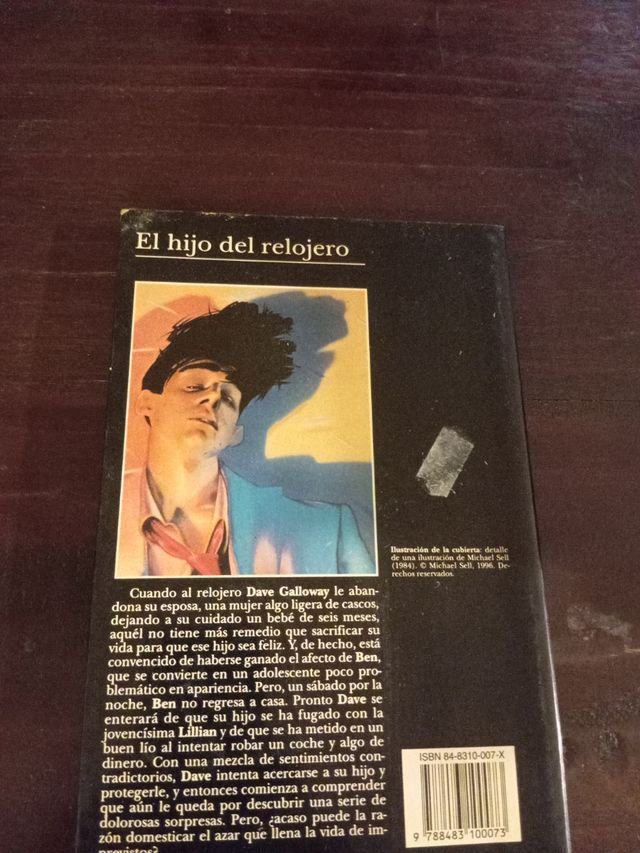 El hijo del relojero
Ilustración de la cubierta: detalle
de una ilustración de Michael Sell
(1984). © Michael Sell, 1996. De-
rechos reservados.
Cuando al relojero Dave Galloway le aban-
dona su esposa, una mujer algo ligera de cascos,
dejando a su cuidado un bebé de seis meses,
aquél no tiene más remedio que sacrificar su
vida para que ese hijo sea feliz. Y, de hecho, está
convencido de haberse ganado el afecto de Ben,
que se convierte en un adolescente poco pro-
blemático en apariencia. Pero, un sábado por la
noche, Ben no regresa a casa. Pronto Dave se
enterará de que su hijo se ha fugado con la
jovencísima Lillian y de que se ha metido en un
buen lío al intentar robar un coche y algo de
dinero. Con una mezcla de sentimientos con-
tradictorios, Dave intenta acercarse a su hijo y
protegerle, y entonces comienza a comprender
que aún le queda por descubrir una serie de
dolorosas sorpresas. Pero, ¿acaso puede la ra-
zón domesticar el azar que llena la vida de im-
previstos?
ISBN 84-8310-007-X
9 788483 100073